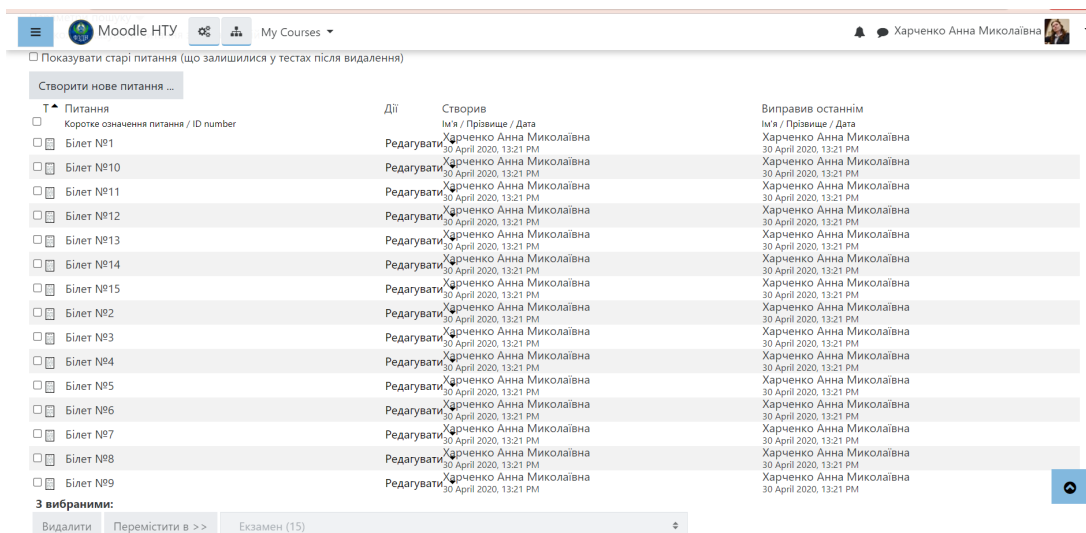 Moodle НТУ My Courses Харченко Анна Миколаївна
Показувати старі питання (що залишилися у тестах після видалення)
Створити нове питання ...
Т Питання Дії Створив Виправив останнім
Коротке означення питання / ID number Ім'я / Прізвище / Дата Ім'я / Прізвище / Дата
Білет №1 Редагувати Харченко Анна Миколаївна Харченко Анна Миколаївна
30 April 2020, 13:21 PM 30 April 2020, 13:21 PM
Білет №10 Редагувати Харченко Анна Миколаївна Харченко Анна Миколаївна
30 April 2020, 13:21 PM 30 April 2020, 13:21 PM
Білет №11 Редагувати Харченко Анна Миколаївна Харченко Анна Миколаївна
30 April 2020, 13:21 PM 30 April 2020, 13:21 PM
Білет №12 Редагувати Харченко Анна Миколаївна Харченко Анна Миколаївна
30 April 2020, 13:21 PM 30 April 2020, 13:21 PM
Білет №13 Редагувати Харченко Анна Миколаївна Харченко Анна Миколаївна
30 April 2020, 13:21 PM 30 April 2020, 13:21 PM
Білет №14 Редагувати Харченко Анна Миколаївна Харченко Анна Миколаївна
30 April 2020, 13:21 PM 30 April 2020, 13:21 PM
Білет №15 Редагувати Харченко Анна Миколаївна Харченко Анна Миколаївна
30 April 2020, 13:21 PM 30 April 2020, 13:21 PM
Білет №2 Редагувати Харченко Анна Миколаївна Харченко Анна Миколаївна
30 April 2020, 13:21 PM 30 April 2020, 13:21 PM
Білет №3 Редагувати Харченко Анна Миколаївна Харченко Анна Миколаївна
30 April 2020, 13:21 PM 30 April 2020, 13:21 PM
Білет №4 Редагувати Харченко Анна Миколаївна Харченко Анна Миколаївна
30 April 2020, 13:21 PM 30 April 2020, 13:21 PM
Білет №5 Редагувати Харченко Анна Миколаївна Харченко Анна Миколаївна
30 April 2020, 13:21 PM 30 April 2020, 13:21 PM
Білет №6 Редагувати Харченко Анна Миколаївна Харченко Анна Миколаївна
30 April 2020, 13:21 PM 30 April 2020, 13:21 PM
Білет №7 Редагувати Харченко Анна Миколаївна Харченко Анна Миколаївна
30 April 2020, 13:21 PM 30 April 2020, 13:21 PM
Білет №8 Редагувати Харченко Анна Миколаївна Харченко Анна Миколаївна
30 April 2020, 13:21 PM 30 April 2020, 13:21 PM
Білет №9 Редагувати Харченко Анна Миколаївна Харченко Анна Миколаївна
30 April 2020, 13:21 PM 30 April 2020, 13:21 PM
З вибраними:
Видалити Перемістити в >> Екзамен (15)